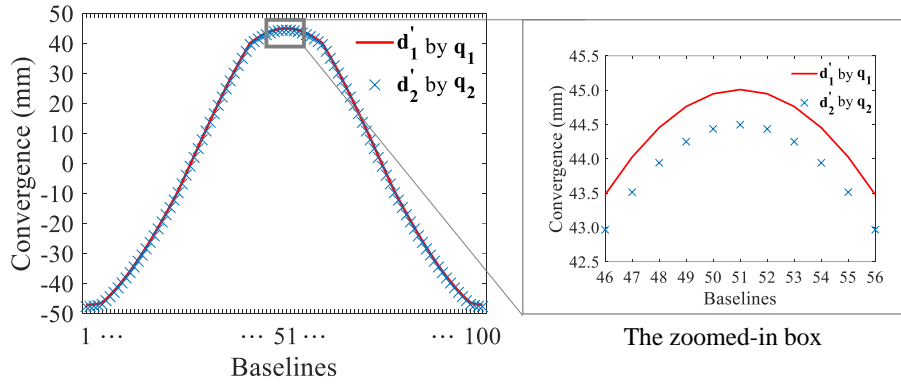 50
40
30
20
10
0
-10
-20
-30
-40
-50
Convergence (mm)
d'1 by q1
d'2 by q2
1 ··· ··· 51 ··· ··· 100
Baselines
45.5
45.0
44.5
44.0
43.5
43.0
42.5
Convergence (mm)
d'1 by q1
d'2 by q2
46 47 48 49 50 51 52 53 54 55 56
Baselines
The zoomed-in box